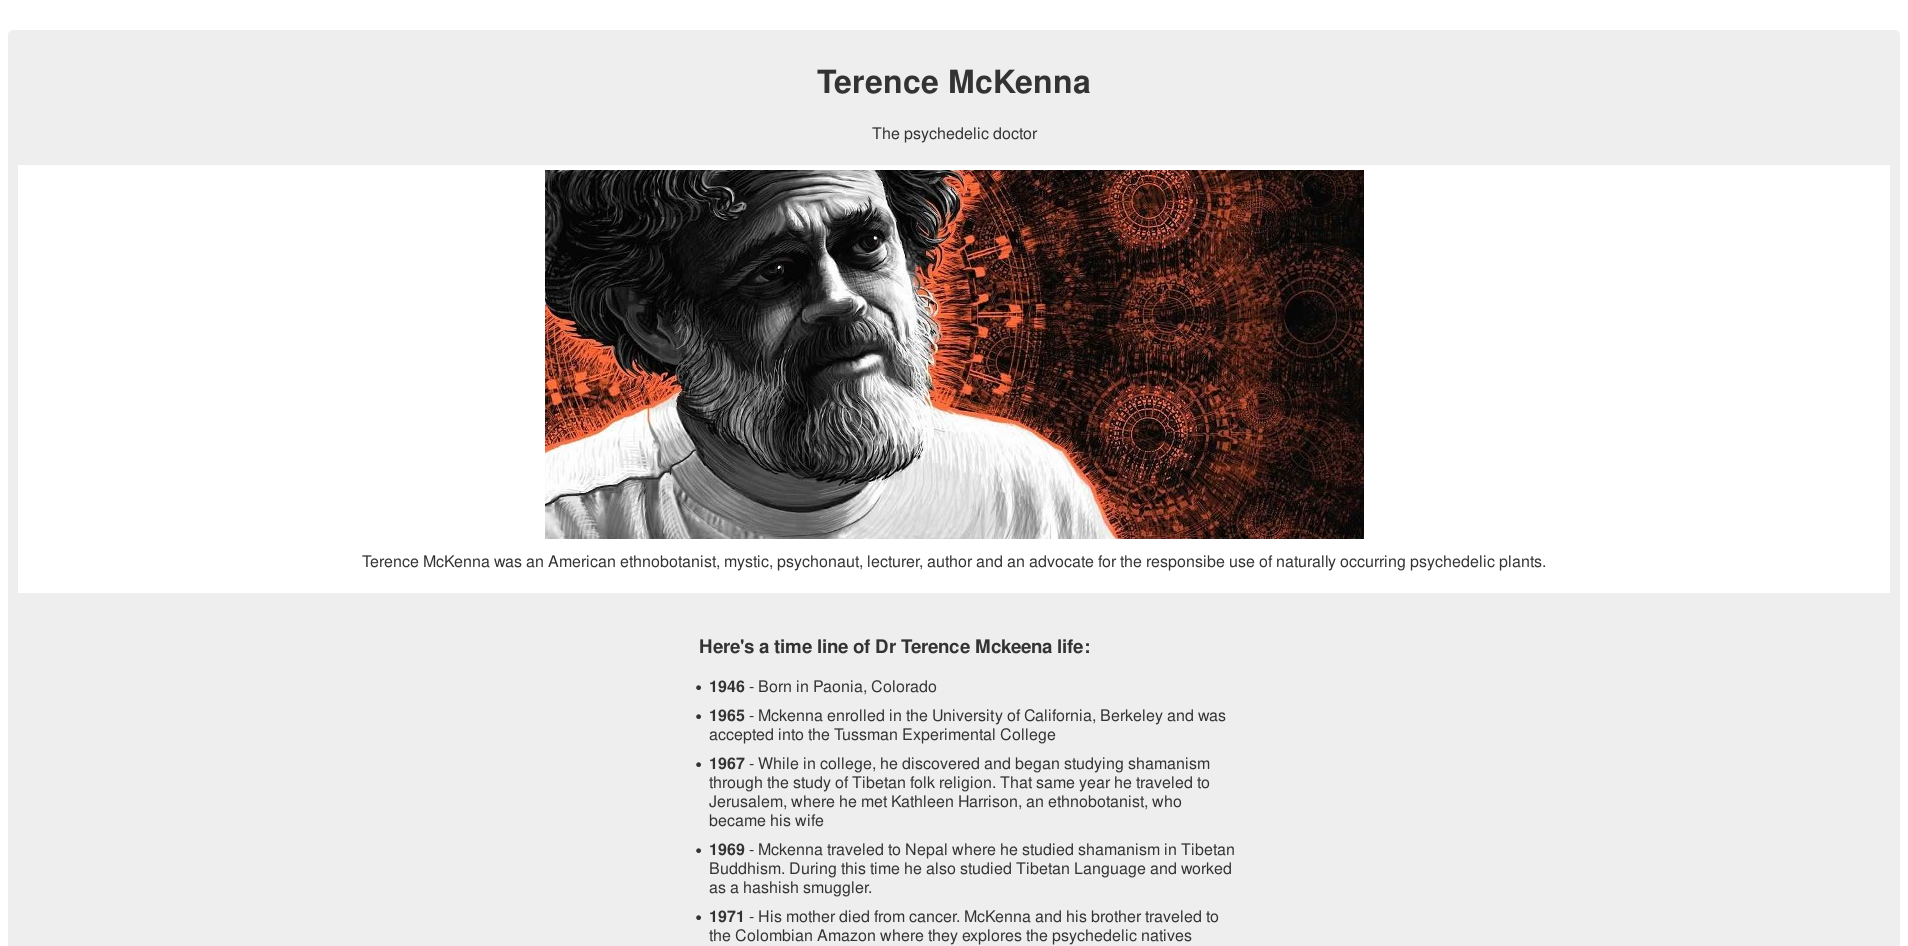 Terence McKenna
The psychedelic doctor
Terence McKenna was an American ethnobotanist, mystic, psychonaut, lecturer, author and an advocate for the responsibe use of naturally occurring psychedelic plants.
Here's a time line of Dr Terence Mckeena life:
• 1946 - Born in Paonia, Colorado
• 1965 - Mckenna enrolled in the University of California, Berkeley and was
accepted into the Tussman Experimental College
• 1967 - While in college, he discovered and began studying shamanism
through the study of Tibetan folk religion. That same year he traveled to
Jerusalem, where he met Kathleen Harrison, an ethnobotanist, who
became his wife
• 1969 - Mckenna traveled to Nepal where he studied shamanism in Tibetan
Buddhism. During this time he also studied Tibetan Language and worked
as a hashish smuggler.
• 1971 - His mother died from cancer. McKenna and his brother traveled to
the Colombian Amazon where they explores the psychedelic natives